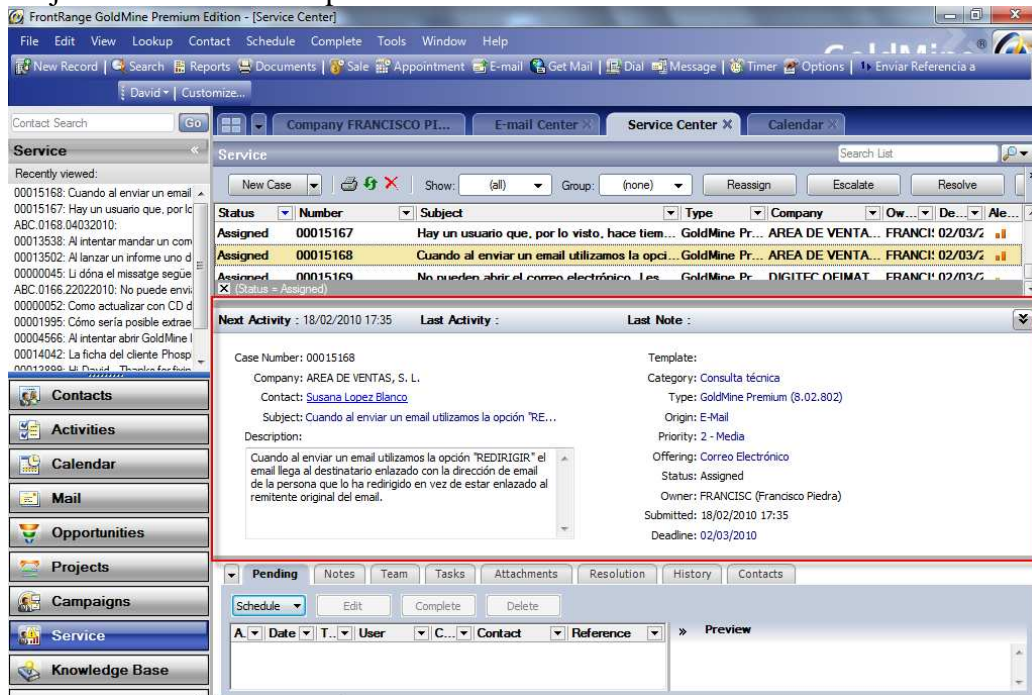 FrontRange GoldMine Premium Edition - [Service Center]
File Edit View Lookup Contact Schedule Complete Tools Window Help
New Record Search Reports Documents Sale Appointment E-mail Get Mail Dial Message Timer Options Enviar Referencia a
David Customize...
Contact Search Go Company FRANCISCO PI... E-mail Center Service Center Calendar
Service
Recently viewed:
00015168: Cuando al enviar un email
00015167: Hay un usuario que, por lo
ABC.0168.04032010:
00013538: Al intentar mandar un com
00013502: Al lanzar un informe uno d
00000045: Li dóna el missatge següe
ABC.0166.22022010: No puede envi
00000052: Como actualizar con CD d
00001995: Cómo sería posible extrae
00004566: Al intentar abrir GoldMine l
00014042: La ficha del cliente Phosp
Contacts
Activities
Calendar
Mail
Opportunities
Projects
Campaigns
Service
Knowledge Base
Service Search List
New Case Show: (all) Group: (none) Reassign Escalate Resolve
Status Number Subject Type Company Ow... De... Ale...
Assigned 00015167 Hay un usuario que, por lo visto, hace tiem... GoldMine Pr... AREA DE VENTA... FRANCI 02/03/2
Assigned 00015168 Cuando al enviar un email utilizamos la opci... GoldMine Pr... AREA DE VENTA... FRANCI 02/03/2
Assigned 00015169 No pueden abrir el correo electrónico. Les GoldMine Pr... DIGITEC OFIMAT FRANCI 02/03/2
(Status = Assigned)
Next Activity : 18/02/2010 17:35 Last Activity : Last Note :
Case Number: 00015168
Company: AREA DE VENTAS, S. L.
Contact: Susana Lopez Blanco
Subject: Cuando al enviar un email utilizamos la opción "RE...
Description:
Cuando al enviar un email utilizamos la opción "REDIRIGIR" el
email llega al destinatario enlazado con la dirección de email
de la persona que lo ha redirigido en vez de estar enlazado al
remitente original del email.
Template:
Category: Consulta técnica
Type: GoldMine Premium (8.02.802)
Origin: E-Mail
Priority: 2 - Media
Offering: Correo Electrónico
Status: Assigned
Owner: FRANCISC (Francisco Piedra)
Submitted: 18/02/2010 17:35
Deadline: 02/03/2010
Pending Notes Team Tasks Attachments Resolution History Contacts
Schedule Edit Complete Delete
A. Date T.. User C... Contact Reference » Preview